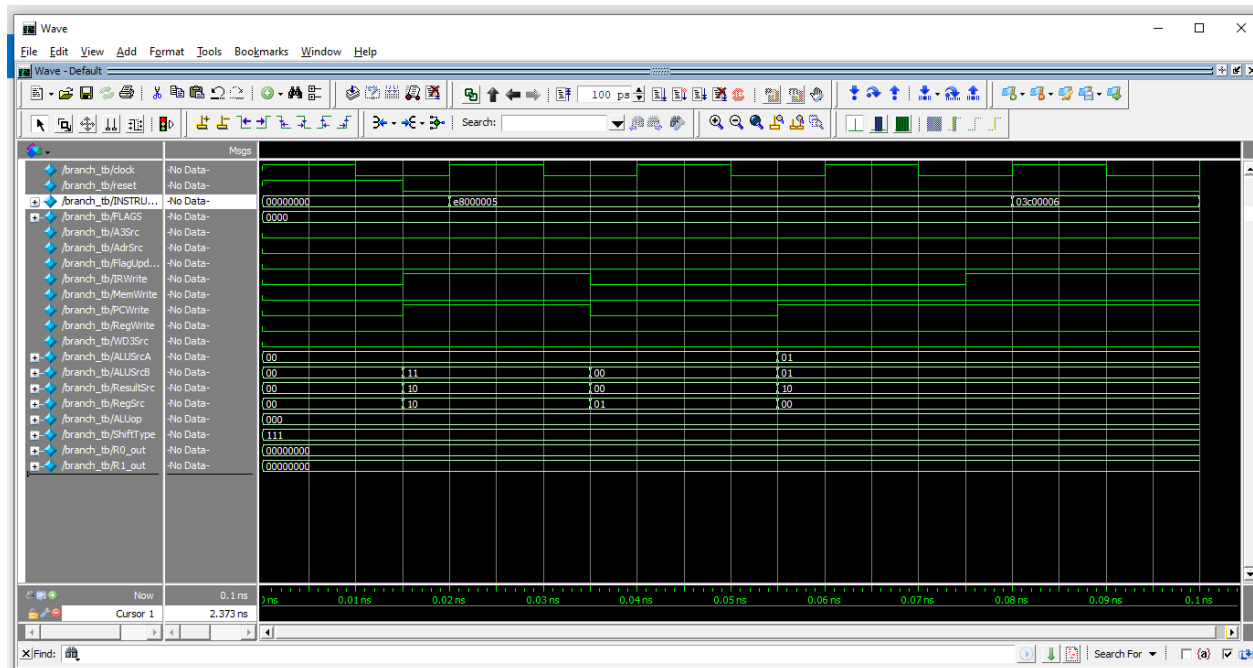 Wave
File Edit View Add Format Tools Bookmarks Window Help
Wave - Default
100 ps
Search:
Msgs
/branch_tb/clock -No Data-
/branch_tb/reset -No Data-
/branch_tb/INSTRU... -No Data- 00000000 e8000005 03c00006
/branch_tb/FLAGS -No Data- 0000
/branch_tb/A3Src -No Data-
/branch_tb/AdrSrc -No Data-
/branch_tb/FlagUpd... -No Data-
/branch_tb/IRWrite -No Data-
/branch_tb/MemWrite -No Data-
/branch_tb/PCWrite -No Data-
/branch_tb/RegWrite -No Data-
/branch_tb/WD3Src -No Data-
/branch_tb/ALUSrcA -No Data- 00 01
/branch_tb/ALUSrcB -No Data- 00 11 00 01
/branch_tb/ResultSrc -No Data- 00 10 00 10
/branch_tb/RegSrc -No Data- 00 10 01 00
/branch_tb/ALUop -No Data- 000
/branch_tb/ShiftType -No Data- 111
/branch_tb/R0_out -No Data- 00000000
/branch_tb/R1_out -No Data- 00000000
Now 0.1 ns
ns 0.01 ns 0.02 ns 0.03 ns 0.04 ns 0.05 ns 0.06 ns 0.07 ns 0.08 ns 0.09 ns 0.1 ns
Cursor 1 2.373 ns
Find: Search For {a}